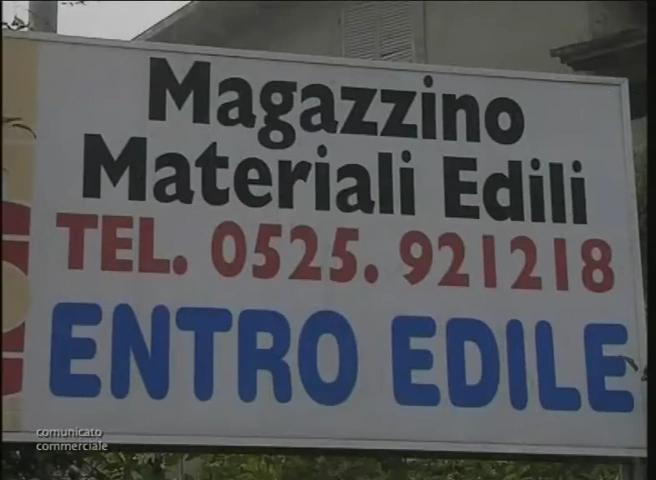 Magazzino
Materiali Edili
TEL. 0525. 921218
ENTRO EDILE
comunicato
commerciale